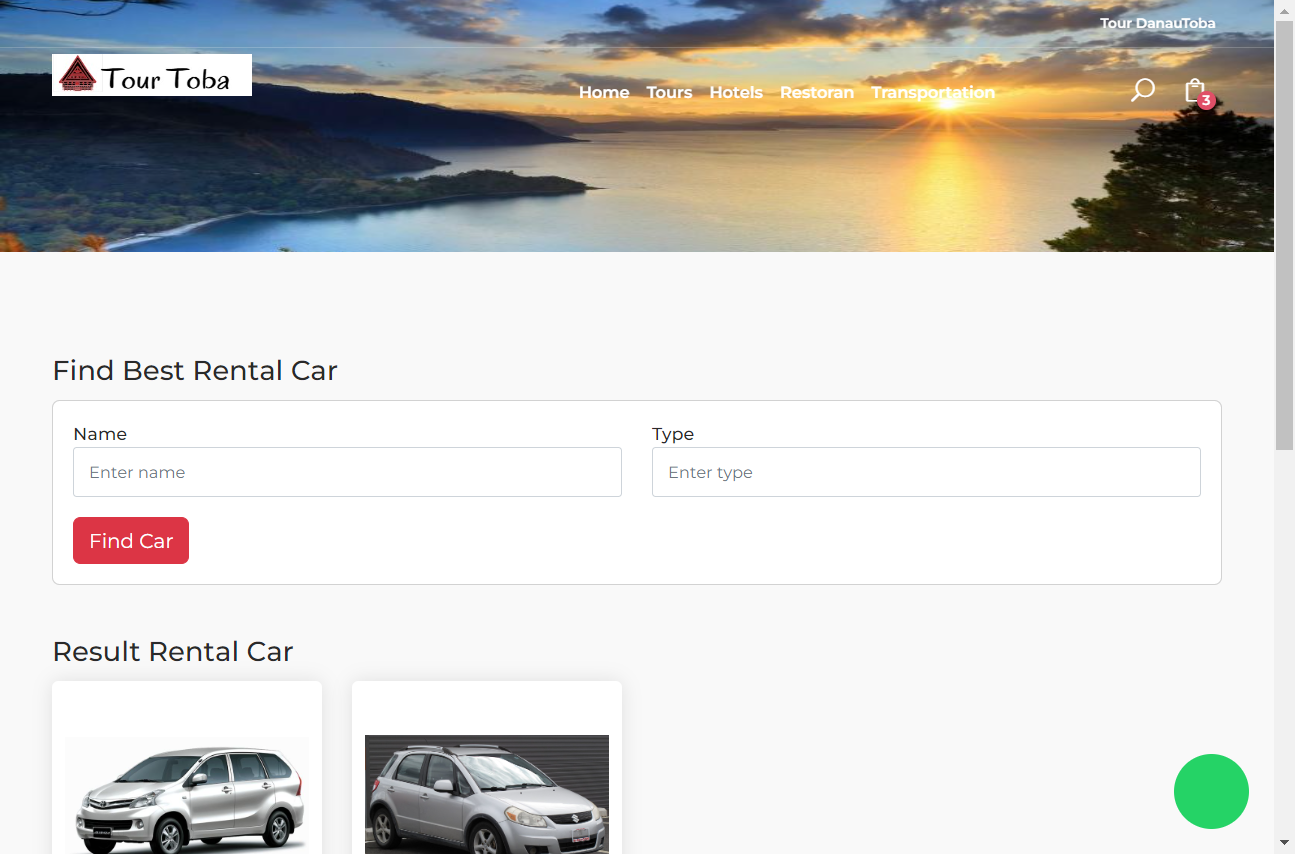 Tour DanauToba
Tour Toba
Home Tours Hotels Restoran Transportation
3
Find Best Rental Car
Name Type
Enter name Enter type
Find Car
Result Rental Car